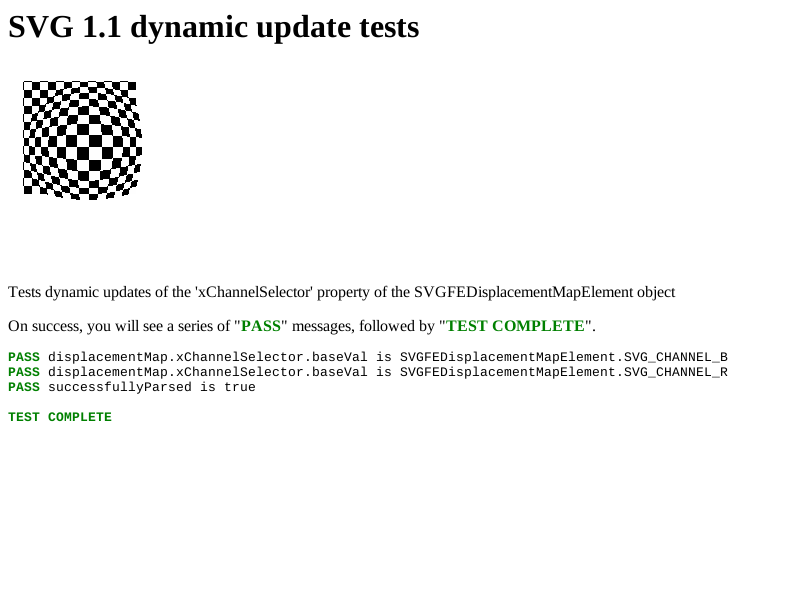 SVG 1.1 dynamic update tests
Tests dynamic updates of the 'xChannelSelector' property of the SVGFEDisplacementMapElement object
On success, you will see a series of "PASS" messages, followed by "TEST COMPLETE".
PASS displacementMap.xChannelSelector.baseVal is SVGFEDisplacementMapElement.SVG_CHANNEL_B
PASS displacementMap.xChannelSelector.baseVal is SVGFEDisplacementMapElement.SVG_CHANNEL_R
PASS successfullyParsed is true
TEST COMPLETE